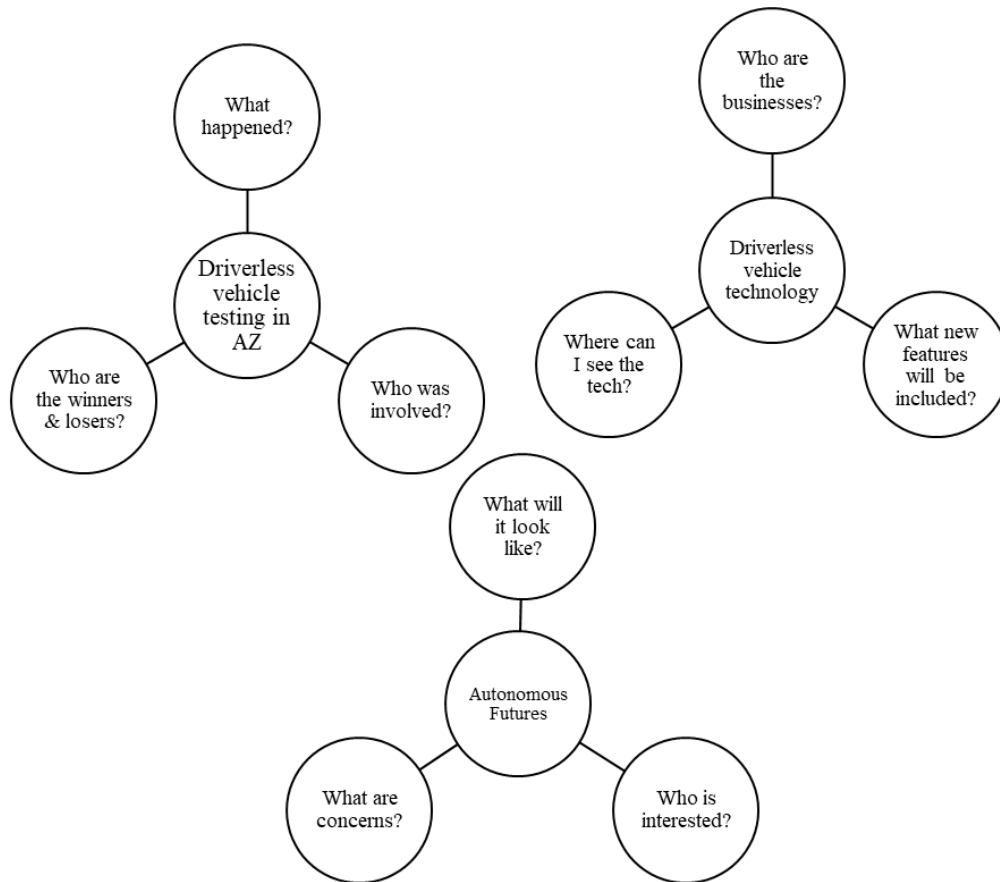 What
happened?
Driverless
vehicle
testing in
AZ
Who are
the winners
& losers?
Who was
involved?
Who are
the
businesses?
Driverless
vehicle
technology
Where can
I see the
tech?
What new
features
will be
included?
What will
it look
like?
Autonomous
Futures
What are
concerns?
Who is
interested?